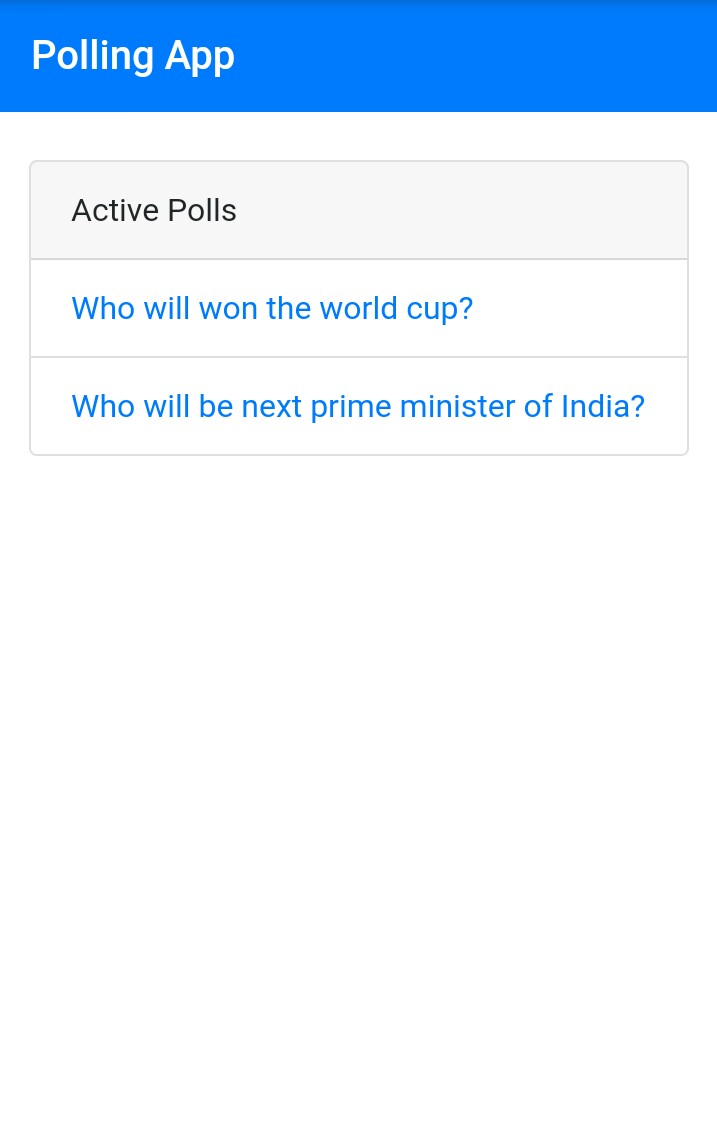 Polling App
Active Polls
Who will won the world cup?
Who will be next prime minister of India?